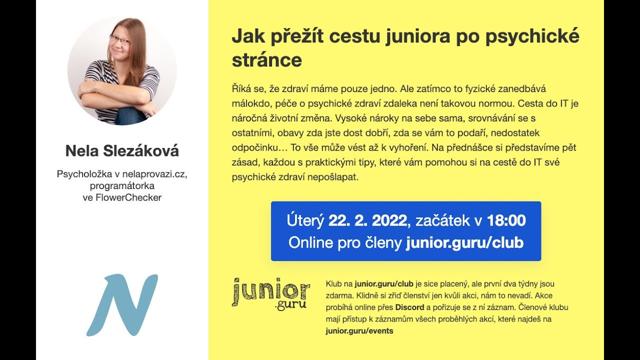 Nela Slezáková
Psycholožka v nelaprovazi.cz,
programátorka
ve FlowerChecker
N
Jak přežít cestu juniora po psychické
stránce
Říká se, že zdraví máme pouze jedno. Ale zatímco to fyzické zanedbává
málokdo, péče o psychické zdraví zdaleka není takovou normou. Cesta do IT je
náročná životní změna. Vysoké nároky na sebe sama, srovnávání se s
ostatními, obavy zda jste dost dobří, zda se vám to podaří, nedostatek
odpočinku… To vše může vést až k vyhoření. Na přednášce si představíme pět
zásad, každou s praktickými tipy, které vám pomohou si na cestě do IT své
psychické zdraví nepošlapat.
Úterý 22. 2. 2022, začátek v 18:00
Online pro členy junior.guru/club
junior
.guru
Klub na junior.guru/club je sice placený, ale první dva týdny jsou
zdarma. Klidně si zřiď členství jen kvůli akci, nám to nevadí. Akce
probíhá online přes Discord a pořizuje se z ní záznam. Členové klubu
mají přístup k záznamům všech proběhlých akcí, které najdeš na
junior.guru/events